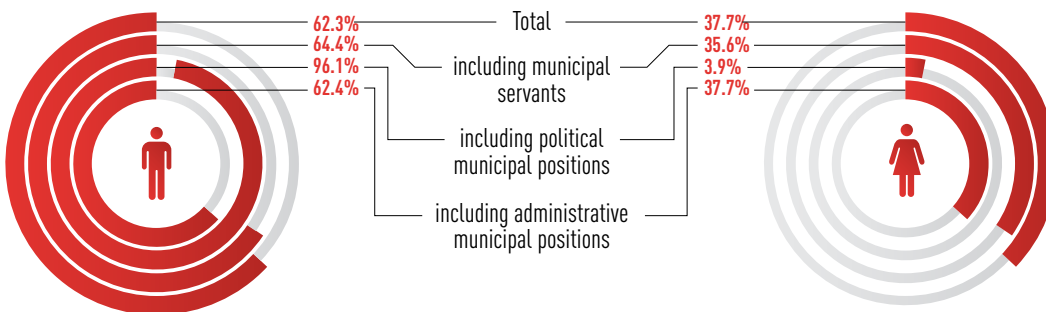 62.3% Total 37.7%
64.4% 35.6%
96.1% including municipal 3.9%
62.4% servants 37.7%
including political
municipal positions
including administrative
municipal positions